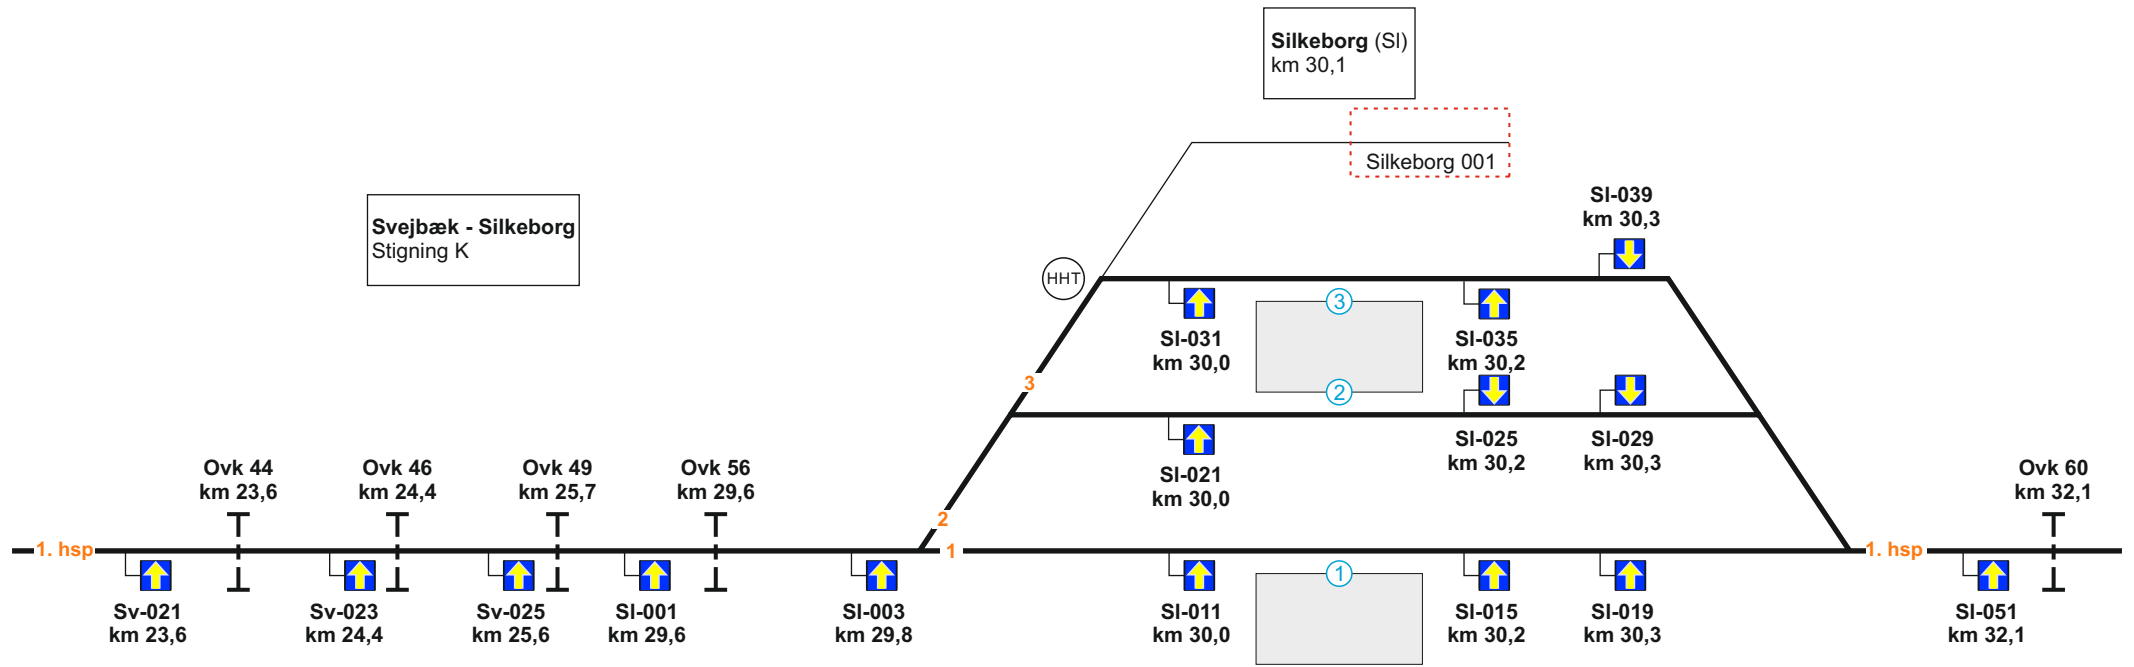 Silkeborg (Sl)
km 30,1
Silkeborg 001
Svejbæk - Silkeborg
Stigning K
Sl-039
km 30,3
HHT
3
Sl-031
km 30,0
Sl-035
km 30,2
3
2
Sl-025
km 30,2
Sl-029
km 30,3
Sl-021
km 30,0
Ovk 44
km 23,6
Ovk 46
km 24,4
Ovk 49
km 25,7
Ovk 56
km 29,6
Ovk 60
km 32,1
2
1. hsp
1
1. hsp
1
Sv-021
km 23,6
Sv-023
km 24,4
Sv-025
km 25,6
Sl-001
km 29,6
Sl-003
km 29,8
Sl-011
km 30,0
Sl-015
km 30,2
Sl-019
km 30,3
Sl-051
km 32,1